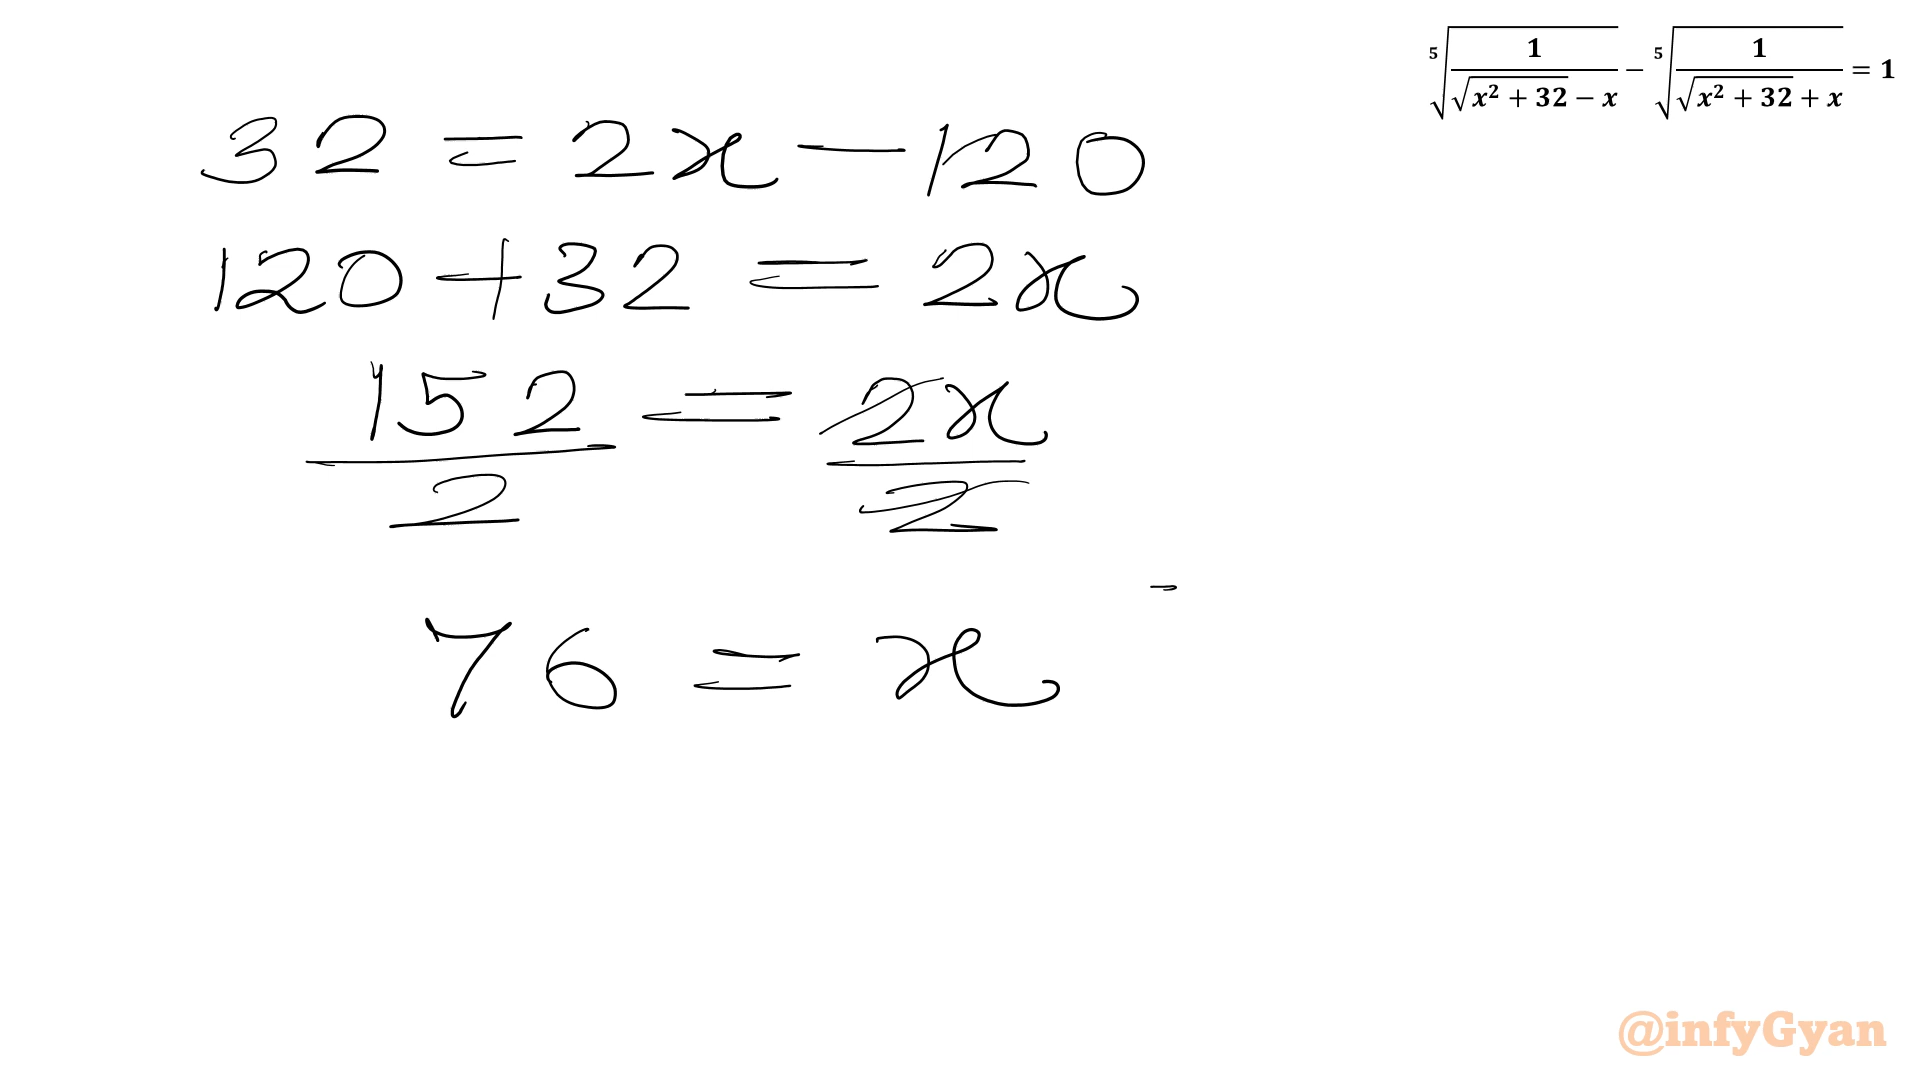 ⁵√(1/(√(x² + 32) − x)) − ⁵√(1/(√(x² + 32) + x)) = 1
32 = 2x − 120
120 + 32 = 2x
152/2 = 2x/2
76 = x
@infyGyan